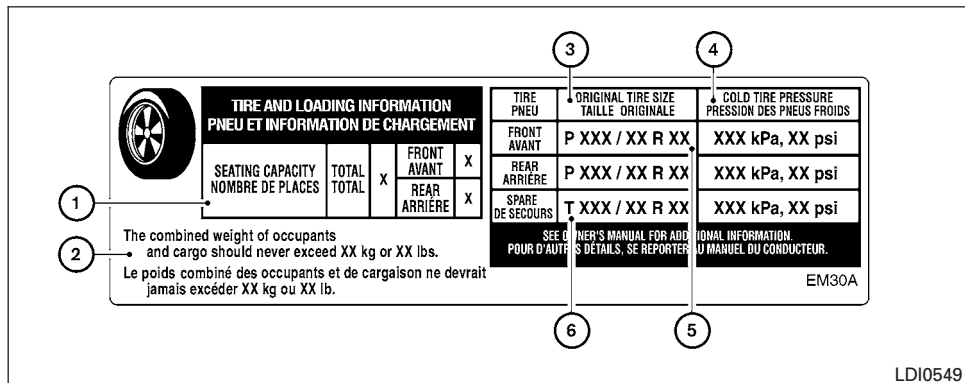 3
4
TIRE AND LOADING INFORMATION
PNEU ET INFORMATION DE CHARGEMENT
SEATING CAPACITY
NOMBRE DE PLACES
TOTAL
TOTAL
X
FRONT
AVANT
X
REAR
ARRIÉRE
X
1
The combined weight of occupants
and cargo should never exceed XX kg or XX lbs.
2
Le poids combiné des occupants et de cargaison ne devrait
jamais excéder XX kg ou XX lb.
TIRE
PNEU
ORIGINAL TIRE SIZE
TAILLE ORIGINALE
COLD TIRE PRESSURE
PRESSION DES PNEUS FROIDS
FRONT
AVANT
P XXX / XX R XX
XXX kPa, XX psi
REAR
ARRIÉRE
P XXX / XX R XX
XXX kPa, XX psi
SPARE
DE SECOURS
T XXX / XX R XX
XXX kPa, XX psi
SEE OWNER'S MANUAL FOR ADDITIONAL INFORMATION.
POUR D'AUTRES DÉTAILS, SE REPORTER AU MANUEL DU CONDUCTEUR.
EM30A
6
5
LDI0549